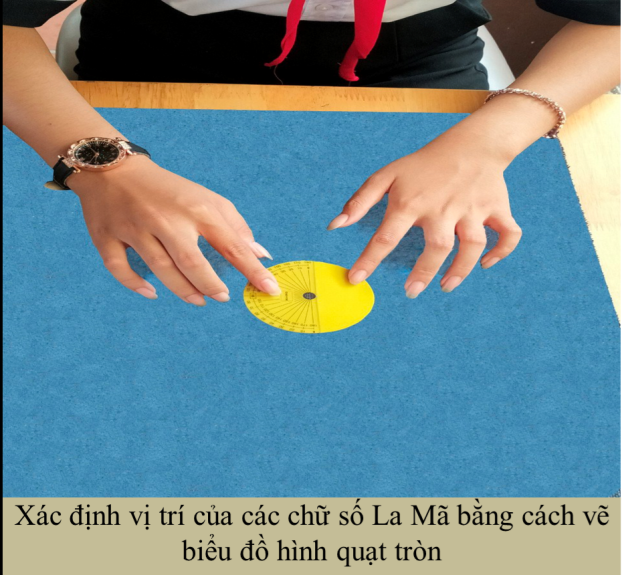 Xác định vị trí của các chữ số La Mã bằng cách vẽ
biểu đồ hình quạt tròn